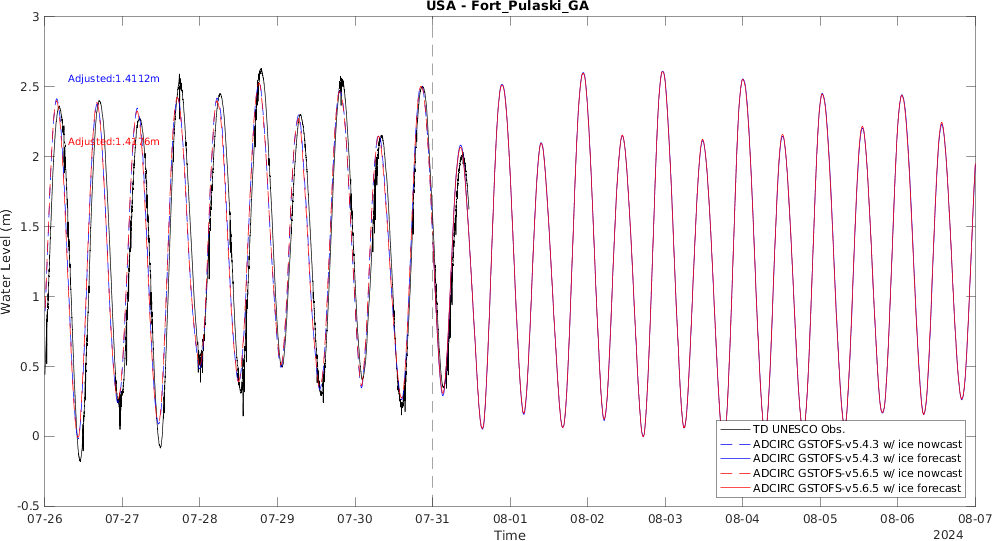 USA - Fort_Pulaski_GA
3
2.5
2
1.5
1
0.5
0
-0.5
Water Level (m)
Adjusted:1.4112m
Adjusted:1.4176m
TD UNESCO Obs.
ADCIRC GSTOFS-v5.4.3 w/ ice nowcast
ADCIRC GSTOFS-v5.4.3 w/ ice forecast
ADCIRC GSTOFS-v5.6.5 w/ ice nowcast
ADCIRC GSTOFS-v5.6.5 w/ ice forecast
07-26 07-27 07-28 07-29 07-30 07-31 08-01 08-02 08-03 08-04 08-05 08-06 08-07
Time
2024